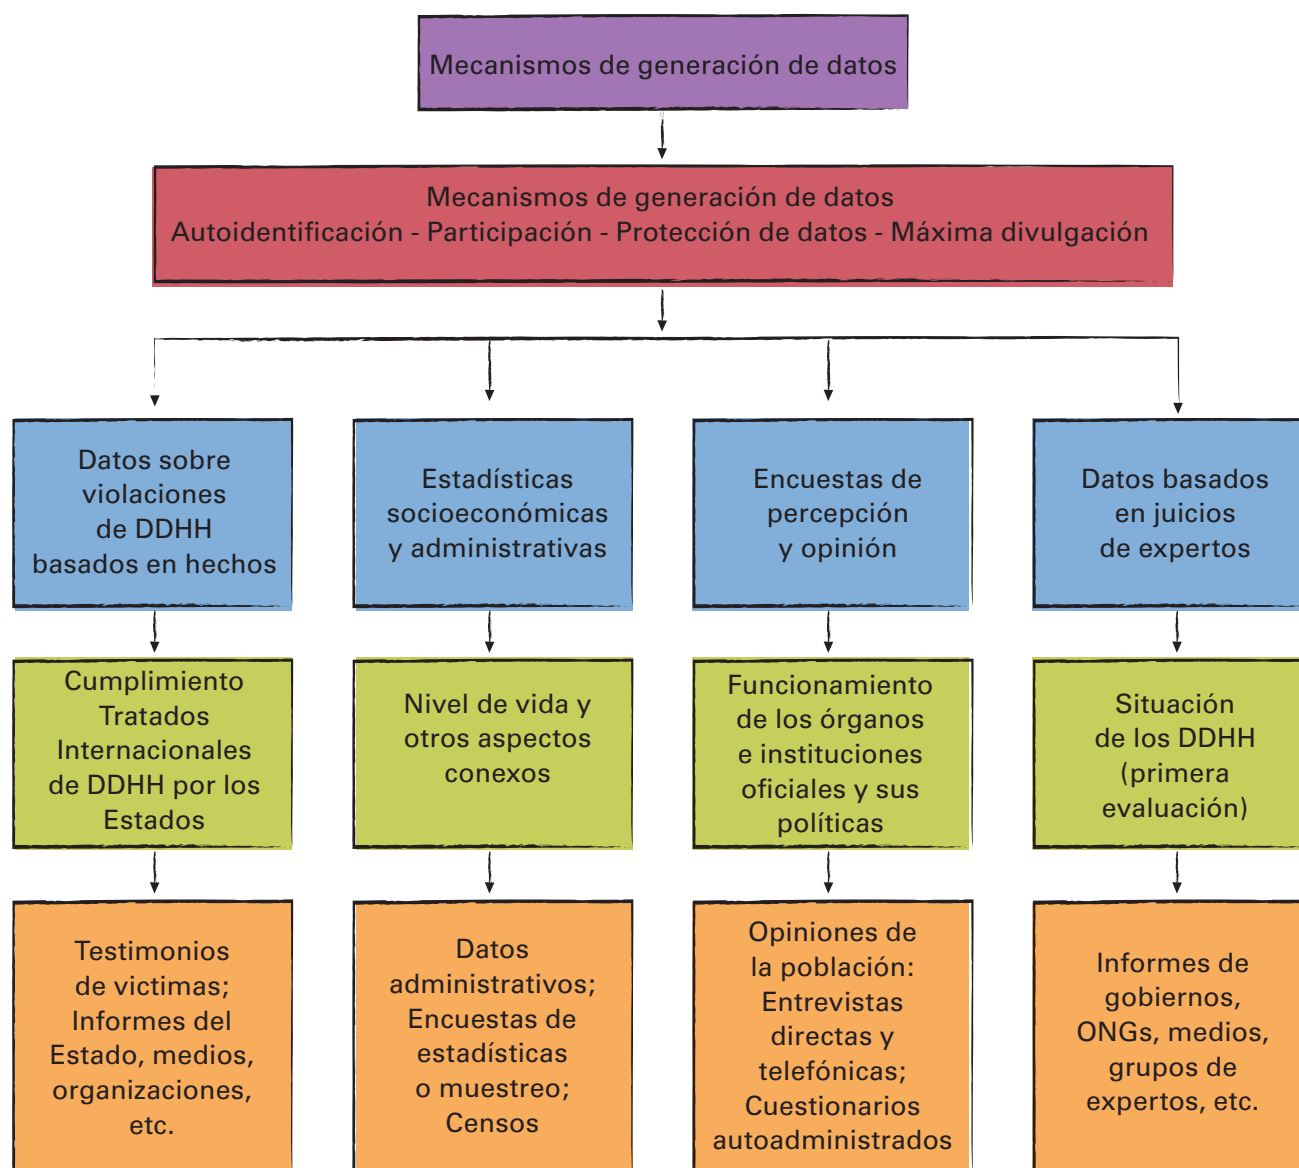 Mecanismos de generación de datos
Mecanismos de generación de datos
Autoidentificación - Participación - Protección de datos - Máxima divulgación
Datos sobre
violaciones
de DDHH
basados en hechos
Estadísticas
socioeconómicas
y administrativas
Encuestas de
percepción
y opinión
Datos basados
en juicios
de expertos
Cumplimiento
Tratados
Internacionales
de DDHH por los
Estados
Nivel de vida y
otros aspectos
conexos
Funcionamiento
de los órganos
e instituciones
oficiales y sus
políticas
Situación
de los DDHH
(primera
evaluación)
Testimonios
de victimas;
Informes del
Estado, medios,
organizaciones,
etc.
Datos
administrativos;
Encuestas de
estadísticas
o muestreo;
Censos
Opiniones de
la población:
Entrevistas
directas y
telefónicas;
Cuestionarios
autoadministrados
Informes de
gobiernos,
ONGs, medios,
grupos de
expertos, etc.